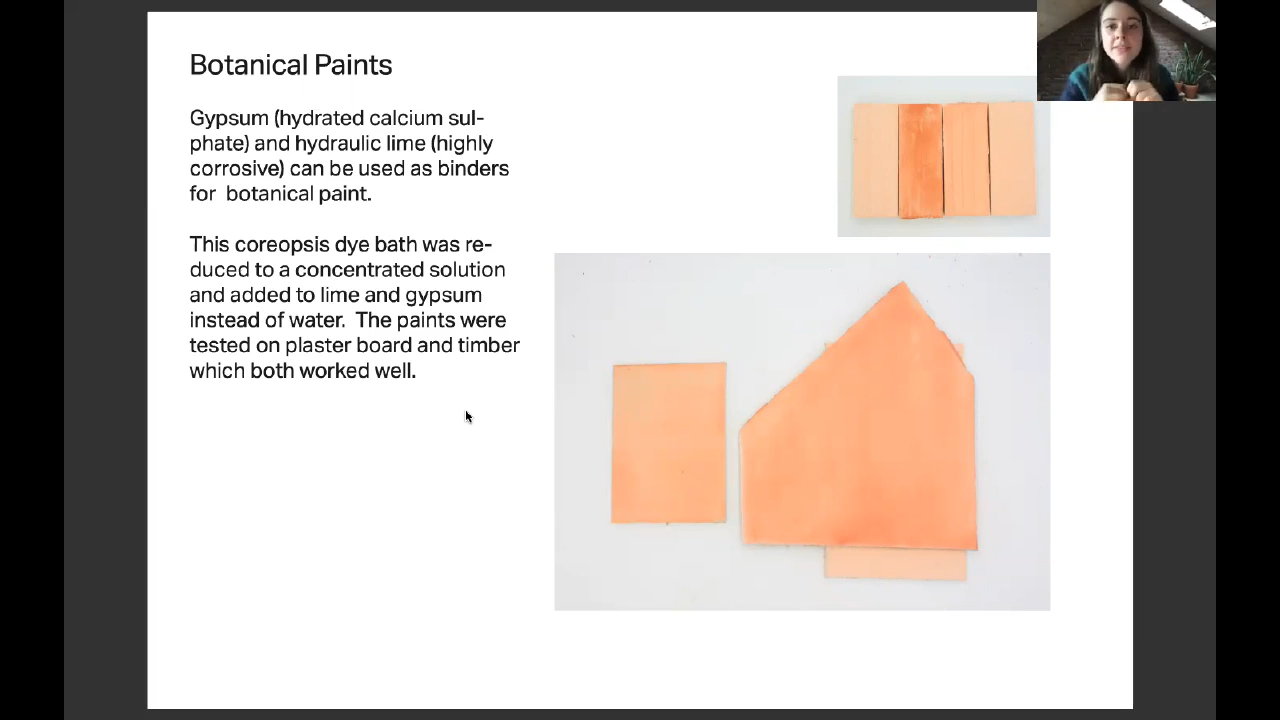 Botanical Paints
Gypsum (hydrated calcium sul-
phate) and hydraulic lime (highly
corrosive) can be used as binders
for  botanical paint.
This coreopsis dye bath was re-
duced to a concentrated solution
and added to lime and gypsum
instead of water.  The paints were
tested on plaster board and timber
which both worked well.